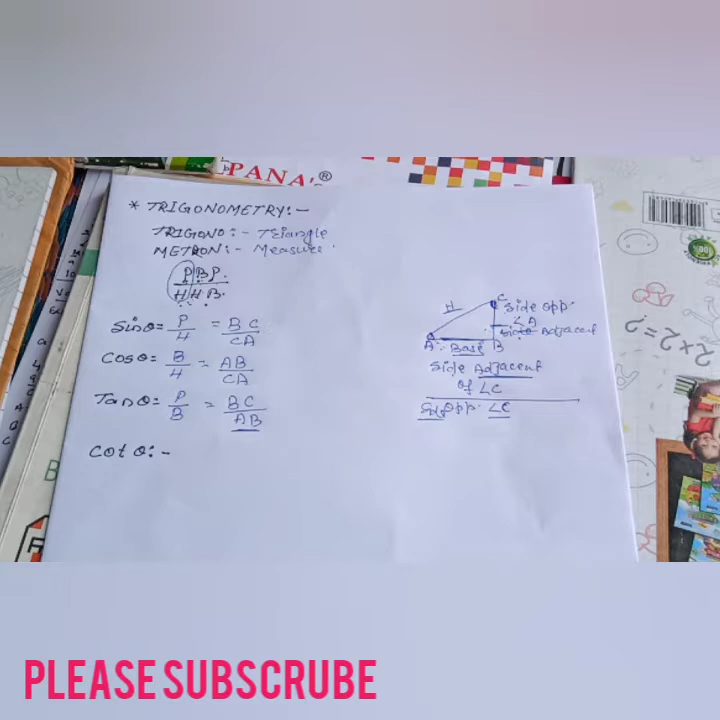 PANA's®
* TRIGONOMETRY:-
TRIGONO:- Triangle
METRON:- Measure
P B P
H H B
Sinθ = P/H = BC/CA
Cosθ = B/H = AB/CA
Tanθ = P/B = BC/AB
Cot θ:-
C Side opp.
H
∠A
Side Adjacent
A Base B
Side Adjacent
of ∠C
opp. ∠C
2×2=?
PLEASE SUBSCRUBE